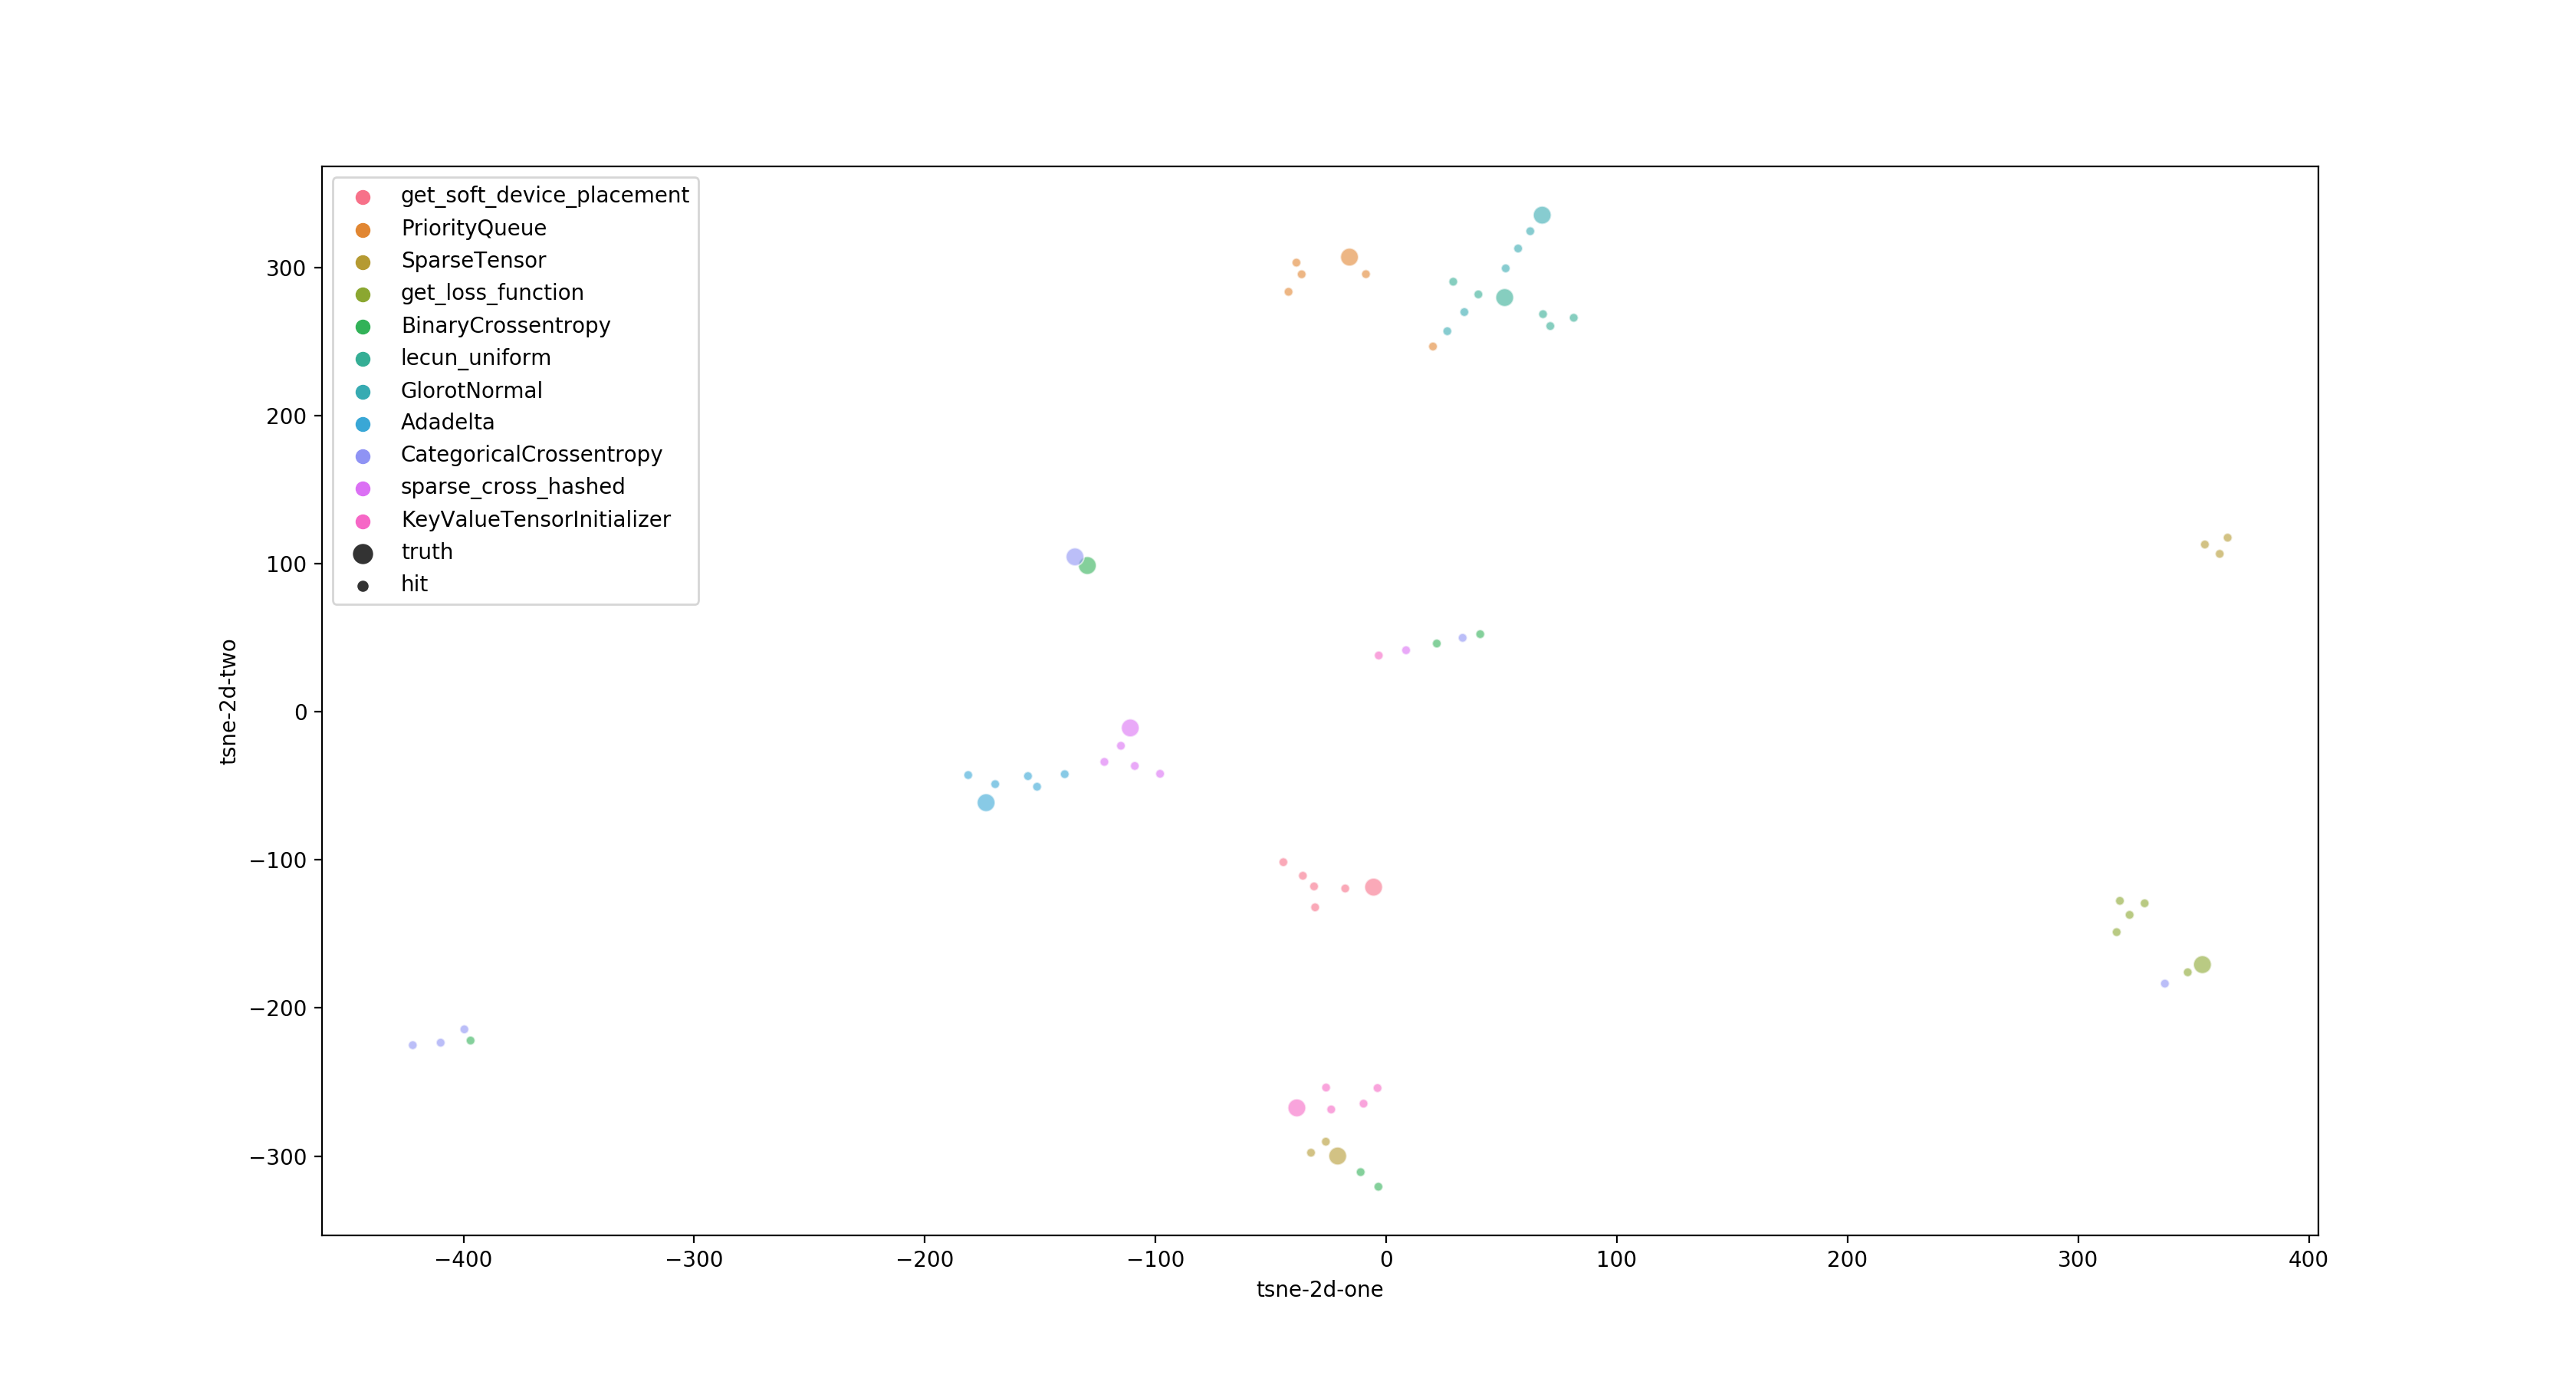 get_soft_device_placement
PriorityQueue
SparseTensor
get_loss_function
BinaryCrossentropy
lecun_uniform
GlorotNormal
Adadelta
CategoricalCrossentropy
sparse_cross_hashed
KeyValueTensorInitializer
truth
hit
300
200
100
0
−100
−200
−300
tsne-2d-two
−400 −300 −200 −100 0 100 200 300 400
tsne-2d-one